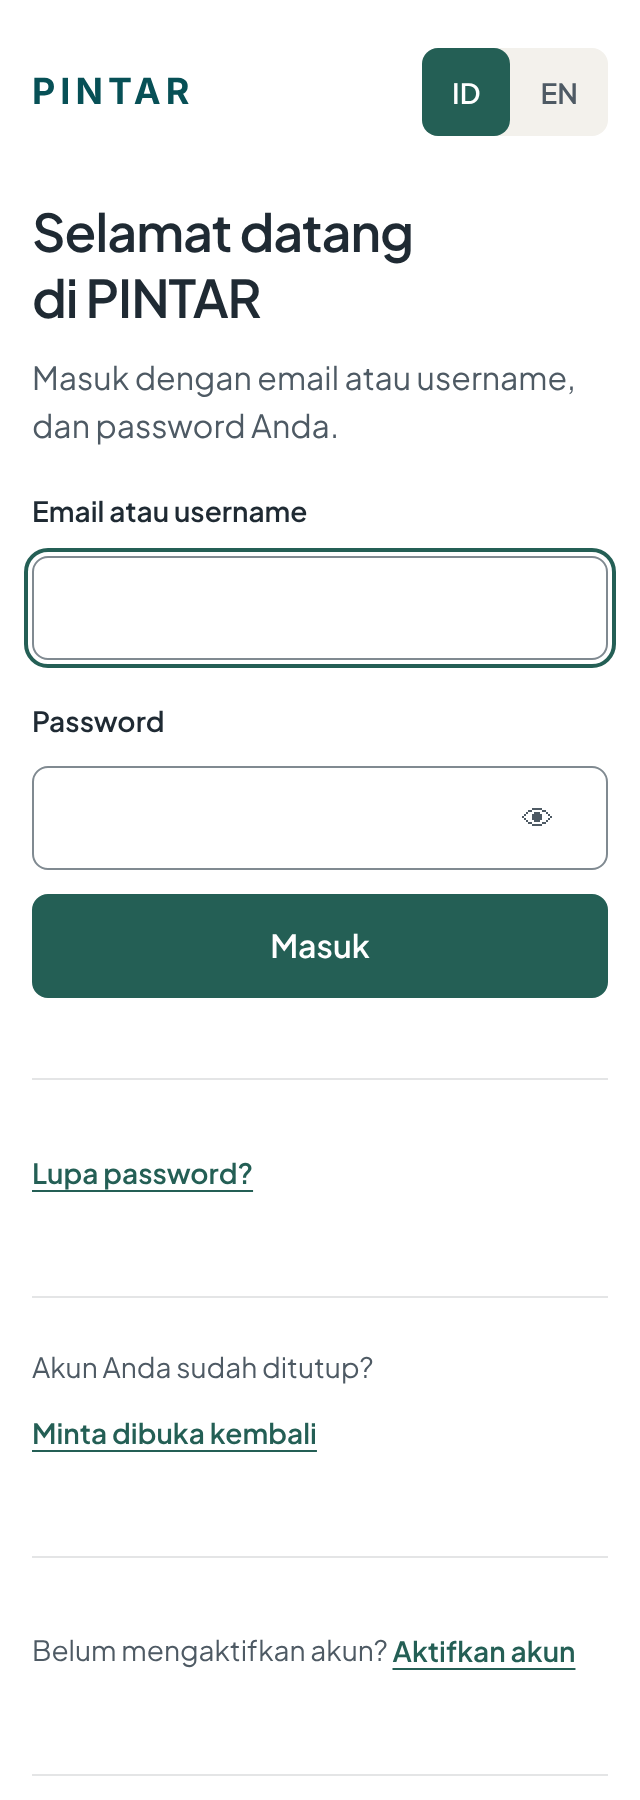 PINTAR
ID
EN
Selamat datang
di PINTAR
Masuk dengan email atau username,
dan password Anda.
Email atau username
Password
Masuk
Lupa password?
Akun Anda sudah ditutup?
Minta dibuka kembali
Belum mengaktifkan akun? Aktifkan akun